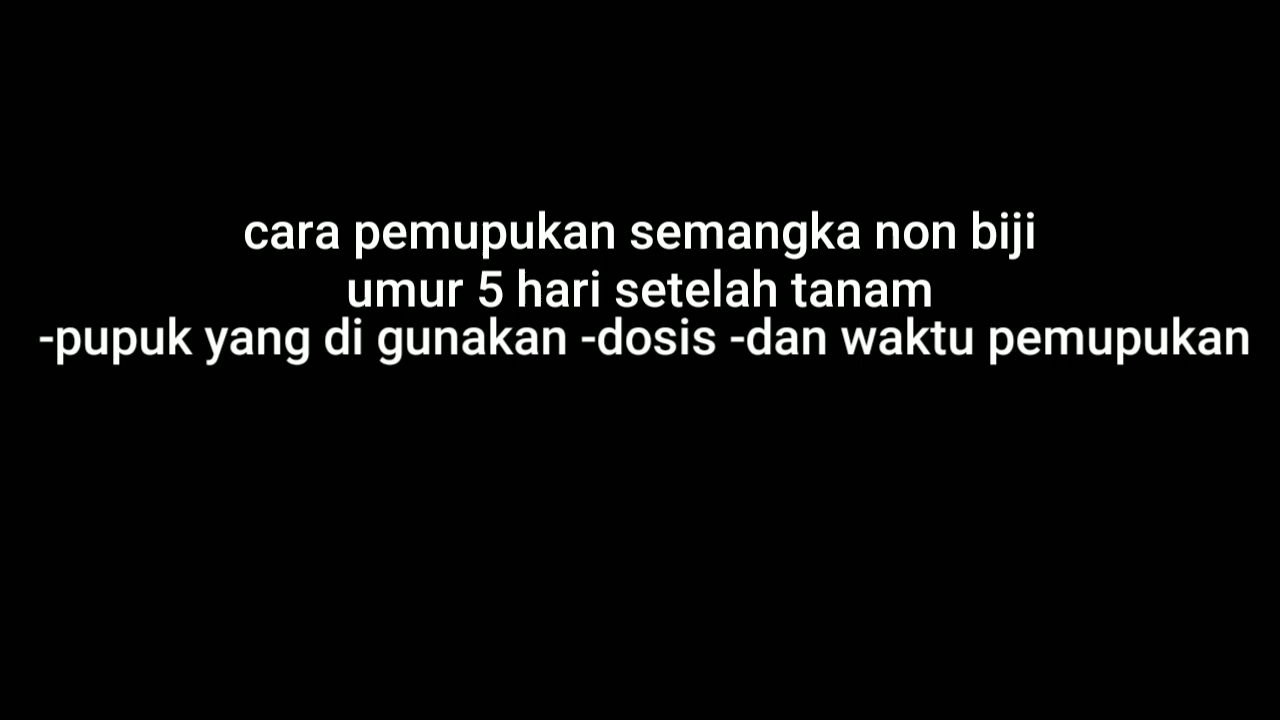 cara pemupukan semangka non biji
umur 5 hari setelah tanam
-pupuk yang di gunakan -dosis -dan waktu pemupukan